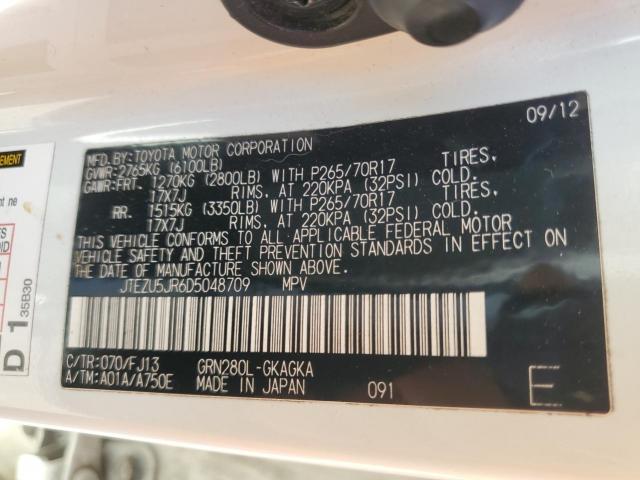 09/12
MFD. BY: TOYOTA MOTOR CORPORATION
GVWR: 2765KG (6100LB)
GAWR: FRT. 1270KG (2800LB) WITH P265/70R17 TIRES,
17X7J RIMS, AT 220KPA (32PSI) COLD.
RR. 1515KG (3350LB) WITH P265/70R17 TIRES,
17X7J RIMS, AT 220KPA (32PSI) COLD.
THIS VEHICLE CONFORMS TO ALL APPLICABLE FEDERAL MOTOR
VEHICLE SAFETY AND THEFT PREVENTION STANDARDS IN EFFECT ON
THE DATE OF MANUFACTURE SHOWN ABOVE.
JTEZU5JR6D5048709 MPV
C/TR: 070/FJ13 GRN280L-GKAGKA
A/TM: A01A/A750E MADE IN JAPAN 091 E
D 1 35B30